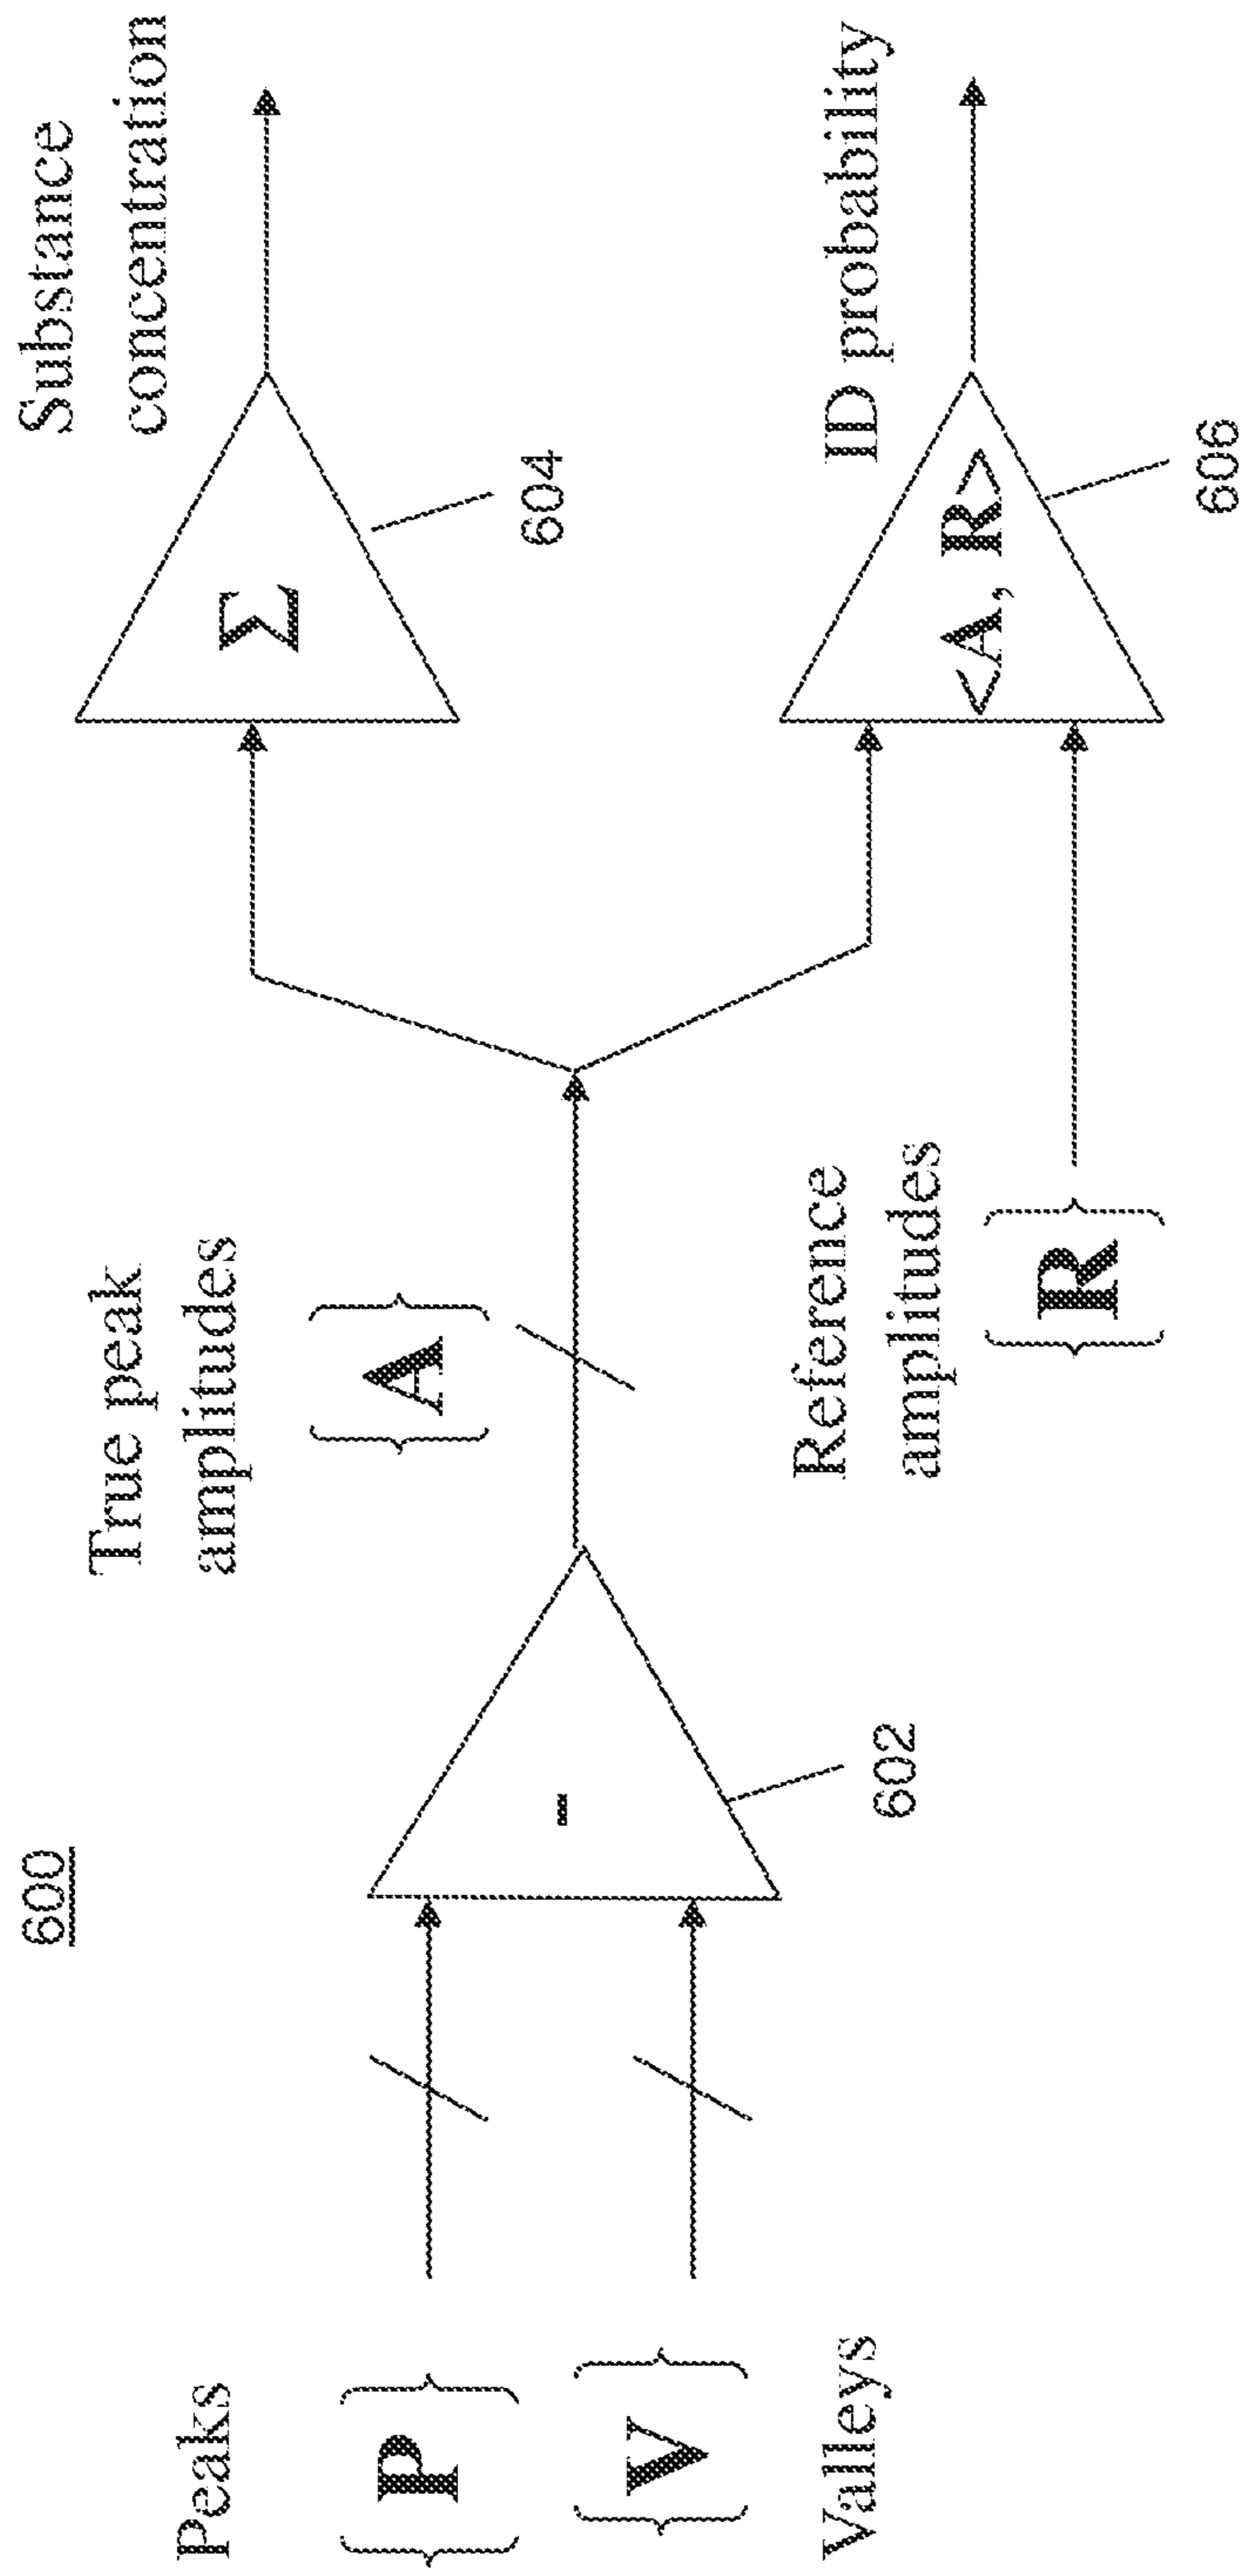 600
Peaks
{P}
{V}
Valleys
-
602
True peak
amplitudes
{A}
Reference
amplitudes
{R}
Σ
604
Substance
concentration
<A, R>
606
ID probability